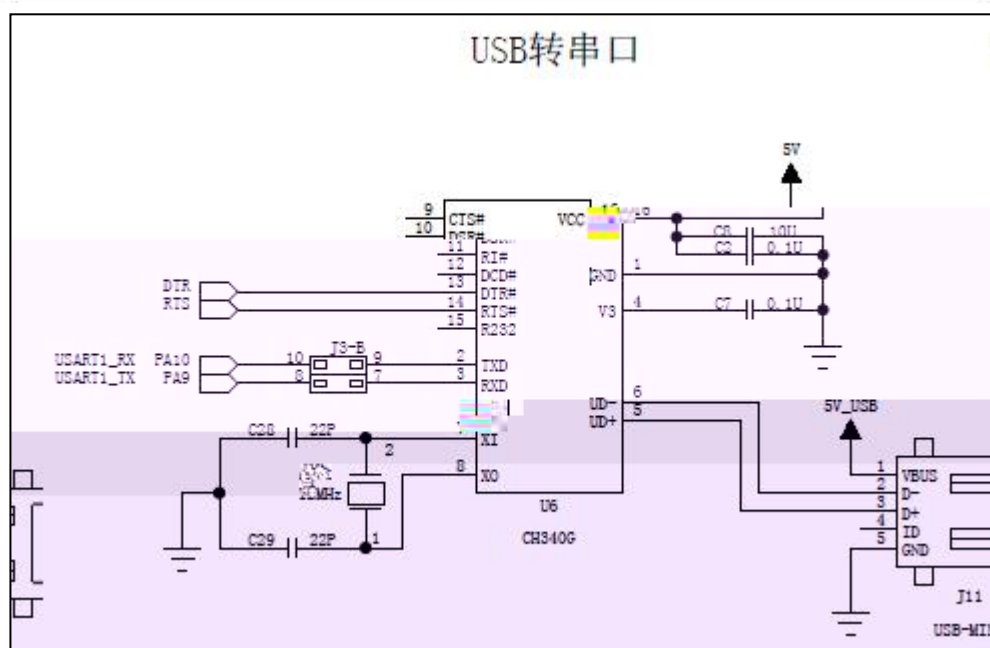 USB转串口
5V
9 CTS# VCC
10 DSR#
11 RI#
12 DCD# GND 1
13 DTR#
14 RTS# V3 4
15 R232
DTR
RTS
C8 10U
C2 0.1U
C7 0.1U
J3-B
USART1_RX PA10 10 9 2 TXD
USART1_TX PA9 8 7 3 RXD
UD- 6
UD+ 5
5V_USB
C28 22P 2 XI
8 XO
C29 22P 1
U6
CH340G
1 VBUS
2 D-
3 D+
4 ID
5 GND
J11